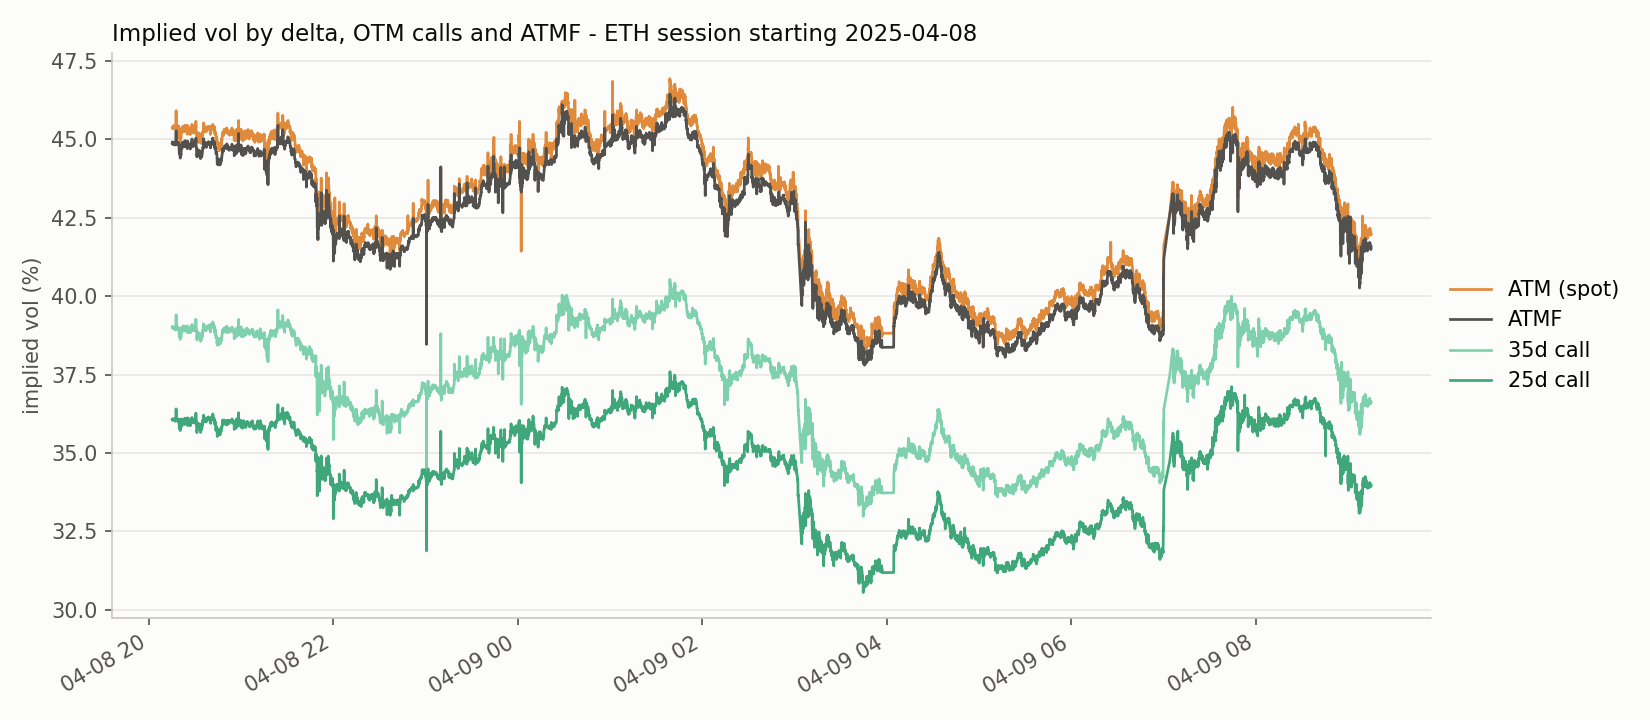 Implied vol by delta, OTM calls and ATMF - ETH session starting 2025-04-08
implied vol (%)
47.5
45.0
42.5
40.0
37.5
35.0
32.5
30.0
04-08 20
04-08 22
04-09 00
04-09 02
04-09 04
04-09 06
04-09 08
ATM (spot)
ATMF
35d call
25d call